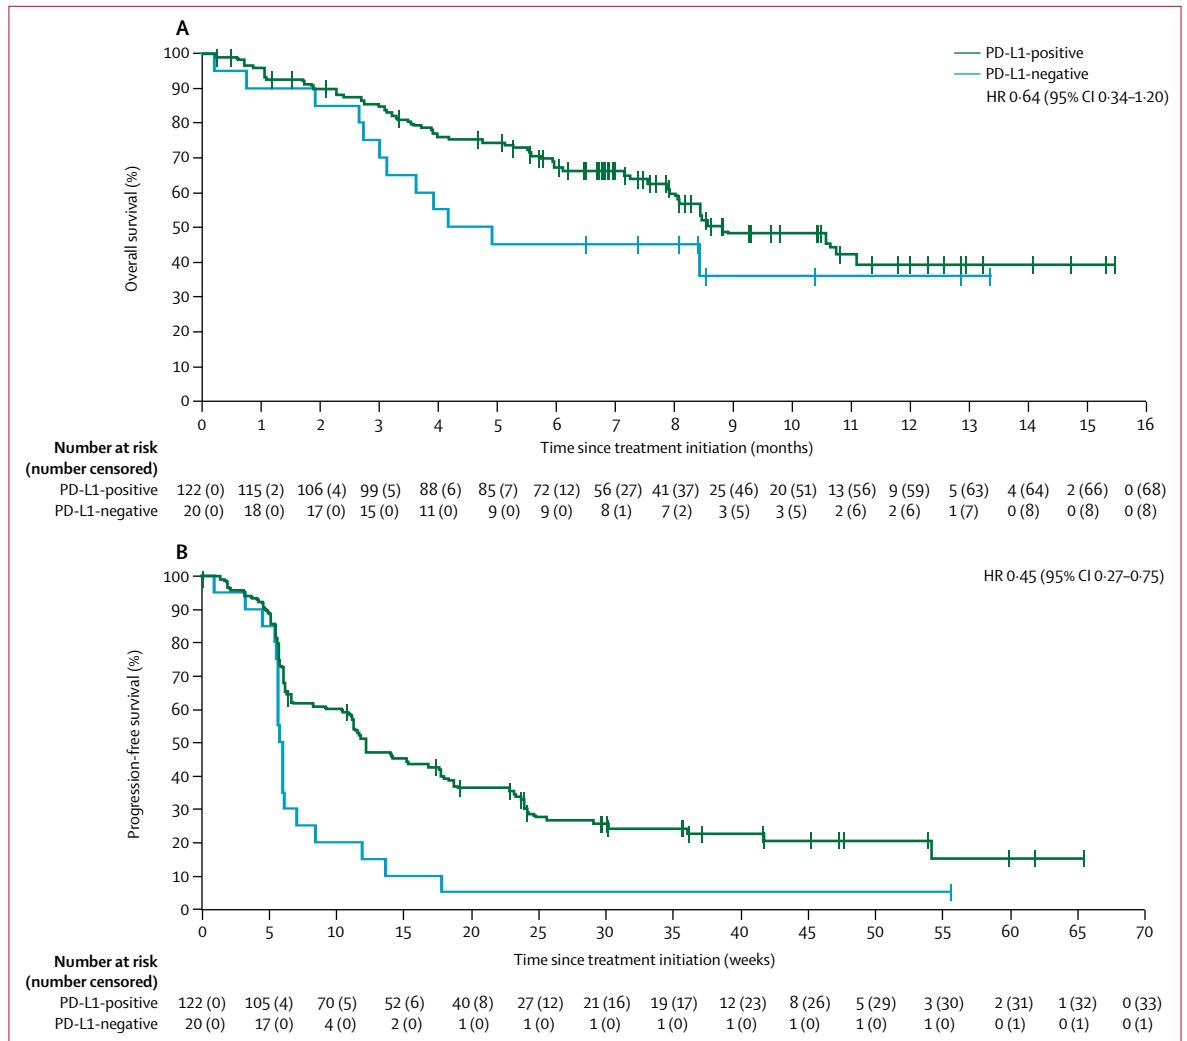 A
PD-L1-positive
PD-L1-negative
HR 0·64 (95% CI 0·34–1·20)
Overall survival (%)
100
90
80
70
60
50
40
30
20
10
0
0 1 2 3 4 5 6 7 8 9 10 11 12 13 14 15 16
Time since treatment initiation (months)
Number at risk
(number censored)
PD-L1-positive 122 (0) 115 (2) 106 (4) 99 (5) 88 (6) 85 (7) 72 (12) 56 (27) 41 (37) 25 (46) 20 (51) 13 (56) 9 (59) 5 (63) 4 (64) 2 (66) 0 (68)
PD-L1-negative 20 (0) 18 (0) 17 (0) 15 (0) 11 (0) 9 (0) 9 (0) 8 (1) 7 (2) 3 (5) 3 (5) 2 (6) 2 (6) 1 (7) 0 (8) 0 (8) 0 (8)
B
HR 0·45 (95% CI 0·27–0·75)
Progression-free survival (%)
100
90
80
70
60
50
40
30
20
10
0
0 5 10 15 20 25 30 35 40 45 50 55 60 65 70
Time since treatment initiation (weeks)
Number at risk
(number censored)
PD-L1-positive 122 (0) 105 (4) 70 (5) 52 (6) 40 (8) 27 (12) 21 (16) 19 (17) 12 (23) 8 (26) 5 (29) 3 (30) 2 (31) 1 (32) 0 (33)
PD-L1-negative 20 (0) 17 (0) 4 (0) 2 (0) 1 (0) 1 (0) 1 (0) 1 (0) 1 (0) 1 (0) 1 (0) 1 (0) 0 (1) 0 (1) 0 (1)